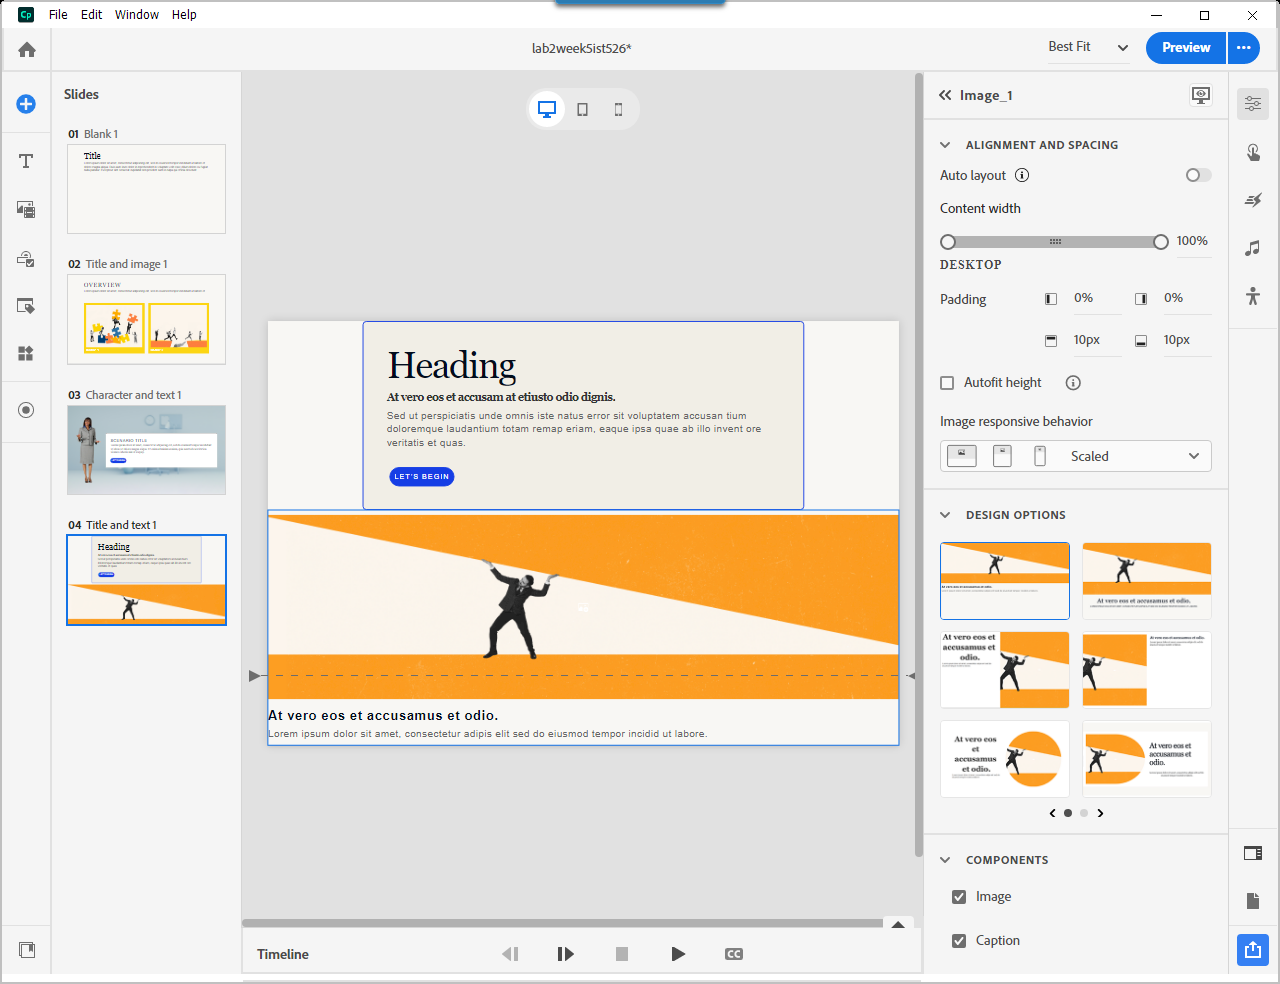 Cp File Edit Window Help
lab2week5ist526*
Best Fit
Preview
Slides
01 Blank 1
Title
02 Title and image 1
OVERVIEW
03 Character and text 1
SCENARIO TITLE
04 Title and text 1
Heading
Heading
At vero eos et accusam at etiusto odio dignis.
Sed ut perspiciatis unde omnis iste natus error sit voluptatem accusan tium
doloremque laudantium totam remap eriam, eaque ipsa quae ab illo invent ore
veritatis et quas.
LET'S BEGIN
At vero eos et accusamus et odio.
Lorem ipsum dolor sit amet, consectetur adipis elit sed do eiusmod tempor incidid ut labore.
Timeline
CC
Image_1
ALIGNMENT AND SPACING
Auto layout
Content width
100%
DESKTOP
Padding
0%
0%
10px
10px
Autofit height
Image responsive behavior
Scaled
DESIGN OPTIONS
At vero eos et accusamus et odio.
At vero eos et accusamus et odio.
At vero eos et
accusamus et
odio.
At vero eos et accusamus et odio.
At vero eos
et
accusamus
et odio.
At vero eos et
accusamus et
odio.
COMPONENTS
Image
Caption